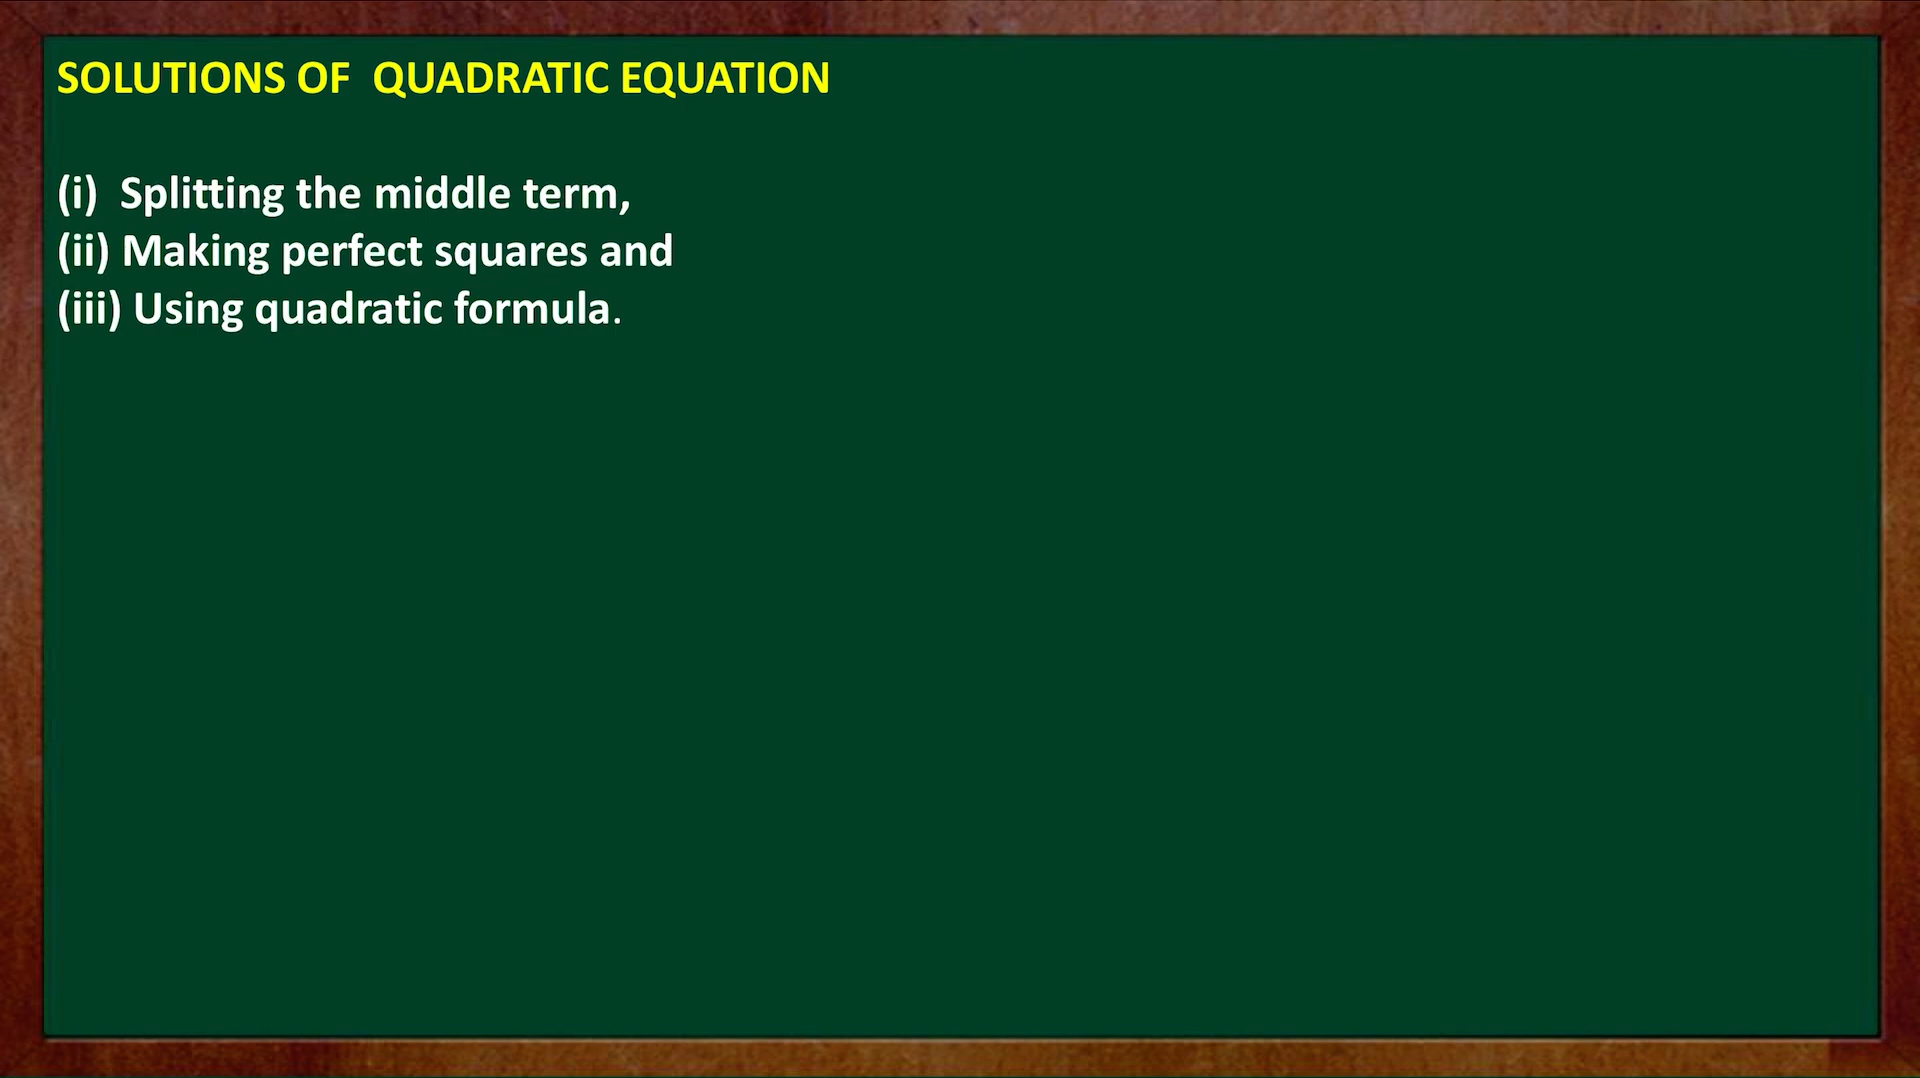 SOLUTIONS OF  QUADRATIC EQUATION
(i)  Splitting the middle term,
(ii) Making perfect squares and
(iii) Using quadratic formula.